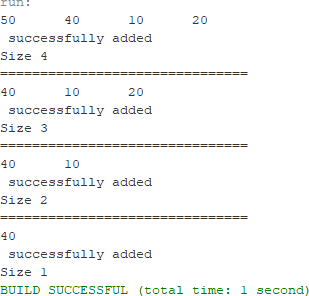 run:
50 40 10 20
successfully added
Size 4
===============================
40 10 20
successfully added
Size 3
===============================
40 10
successfully added
Size 2
===============================
40
successfully added
Size 1
BUILD SUCCESSFUL (total time: 1 second)